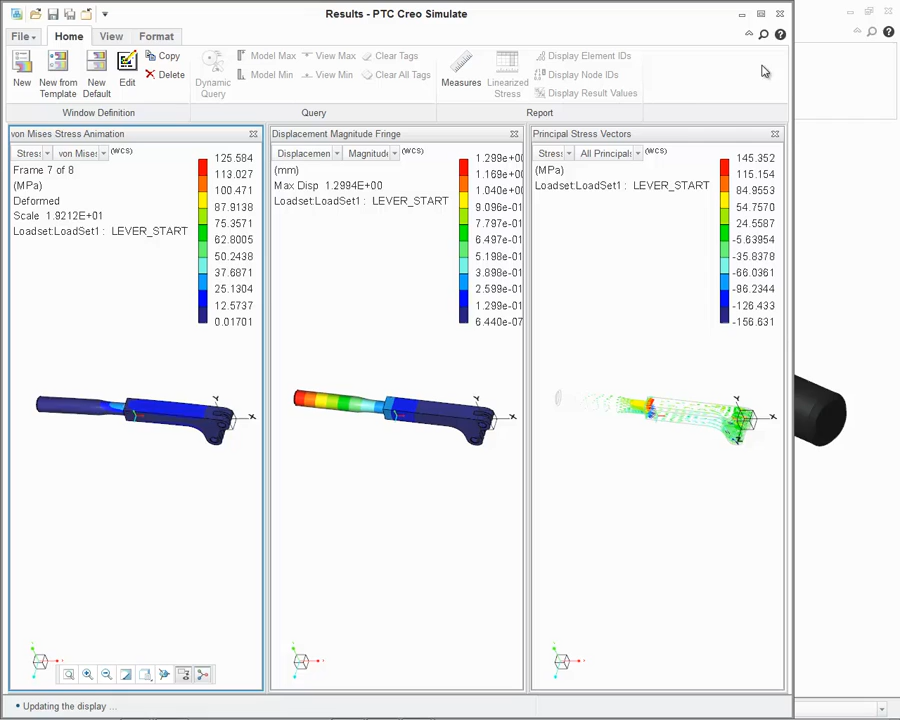 Results - PTC Creo Simulate
File
Home
View
Format
New
New from Template
New Default
Edit
Copy
Delete
Window Definition
Dynamic Query
Model Max
Model Min
View Max
View Min
Clear Tags
Clear All Tags
Query
Measures
Linearized Stress
Display Element IDs
Display Node IDs
Display Result Values
Report
von Mises Stress Animation
Stres
von Mises
(WCS)
Frame 7 of 8
(MPa)
Deformed
Scale 1.9212E+01
Loadset:LoadSet1 : LEVER_START
125.584
113.027
100.471
87.9138
75.3571
62.8005
50.2438
37.6871
25.1304
12.5737
0.01701
Y
X
Displacement Magnitude Fringe
Displacemen
Magnitude
(WCS)
(mm)
Max Disp 1.2994E+00
Loadset:LoadSet1 : LEVER_START
1.299e+00
1.169e+00
1.040e+00
9.096e-01
7.797e-01
6.497e-01
5.198e-01
3.898e-01
2.599e-01
1.299e-01
6.440e-07
Y
X
Principal Stress Vectors
Stres
All Principals
(WCS)
(MPa)
Loadset:LoadSet1 : LEVER_START
145.352
115.154
84.9553
54.7570
24.5587
-5.63954
-35.8378
-66.0361
-96.2344
-126.433
-156.631
Y
X
Z
Updating the display ...